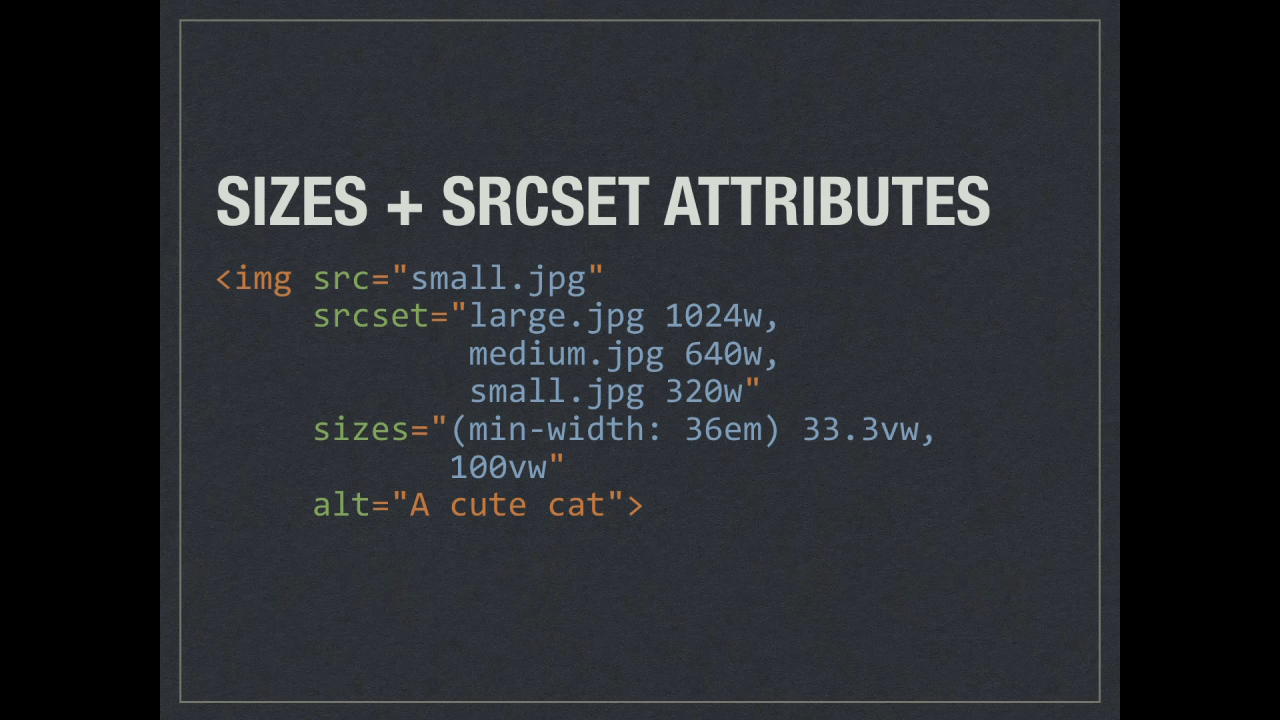 SIZES + SRCSET ATTRIBUTES
<img src="small.jpg"
srcset="large.jpg 1024w,
medium.jpg 640w,
small.jpg 320w"
sizes="(min-width: 36em) 33.3vw,
100vw"
alt="A cute cat">